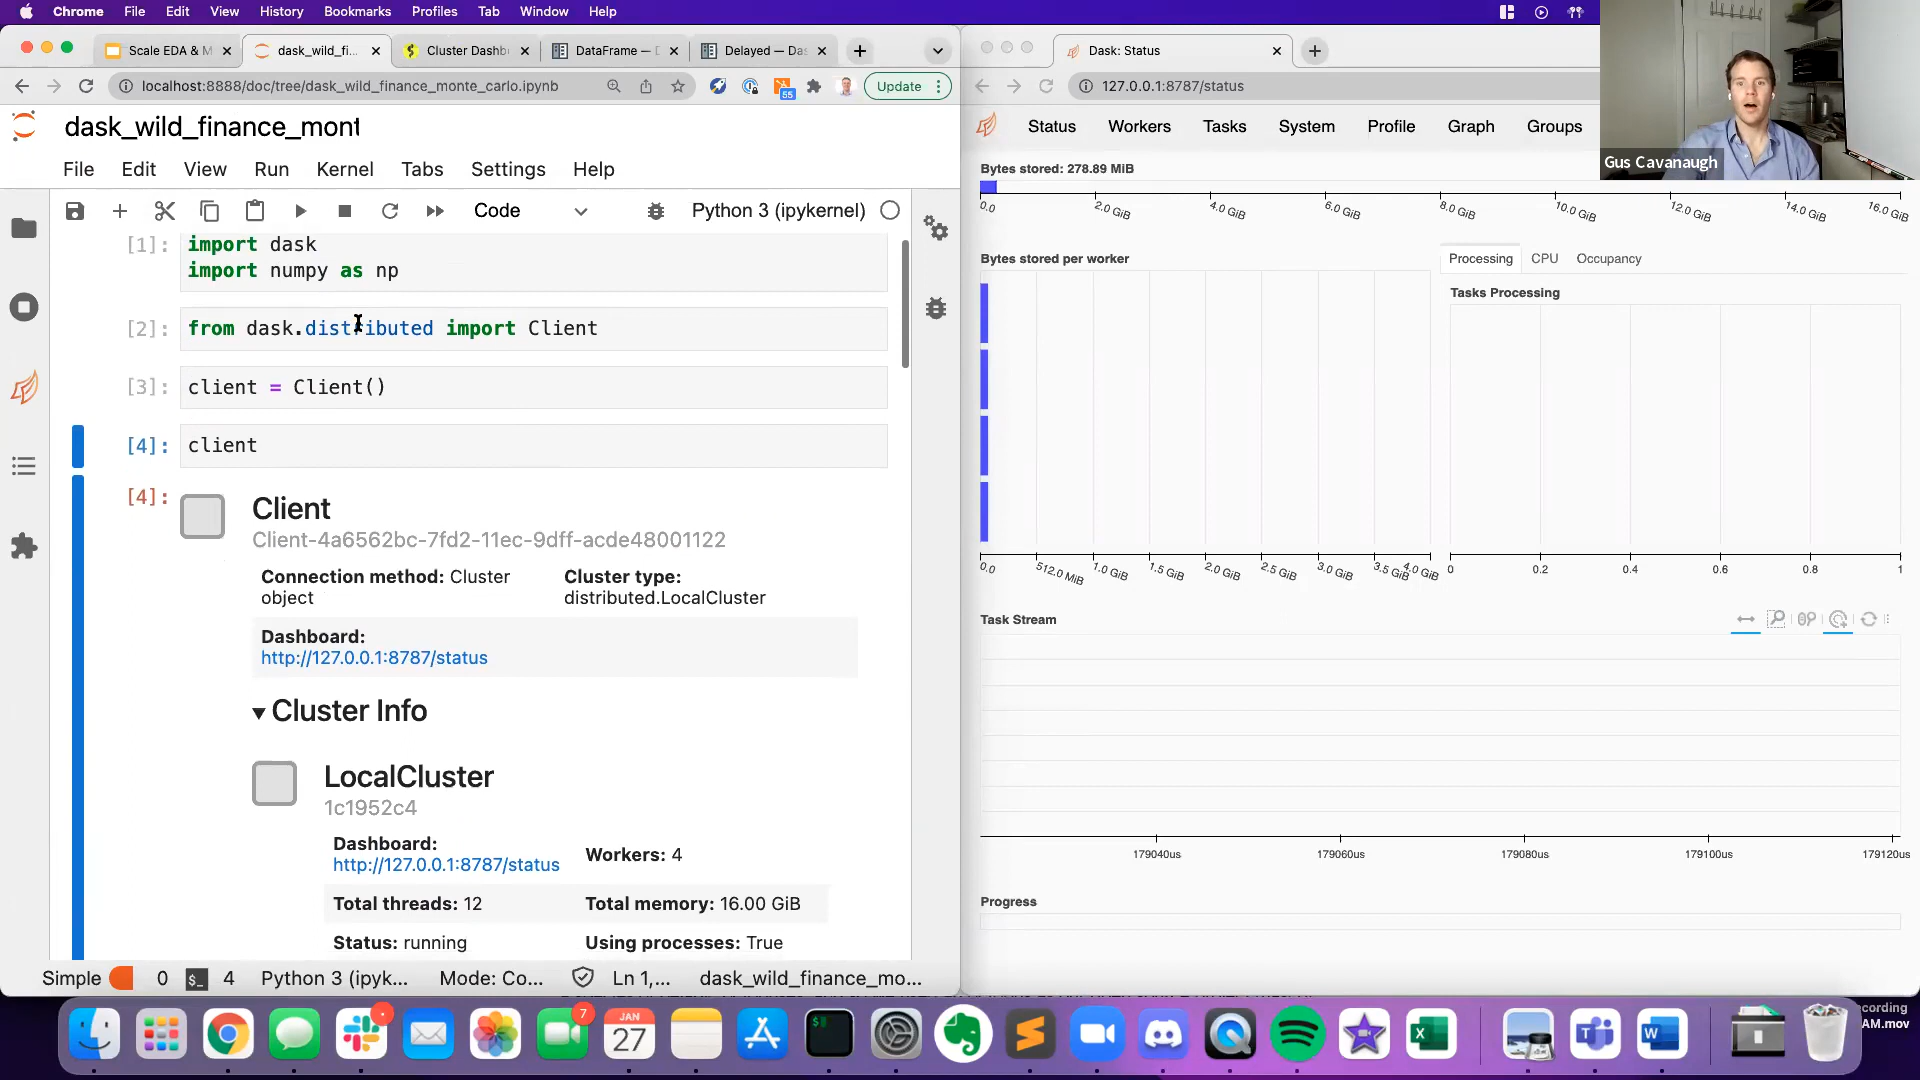 Chrome File Edit View History Bookmarks Profiles Tab Window Help
Scale EDA & M
dask_wild_fi...
Cluster Dashb
DataFrame — D
Delayed — Das
localhost:8888/doc/tree/dask_wild_finance_monte_carlo.ipynb
55
Update
dask_wild_finance_mont
File Edit View Run Kernel Tabs Settings Help
Code
Python 3 (ipykernel)
[1]: import dask
import numpy as np
[2]: from dask.distributed import Client
[3]: client = Client()
[4]: client
[4]: Client
Client-4a6562bc-7fd2-11ec-9dff-acde48001122
Connection method: Cluster object
Cluster type: distributed.LocalCluster
Dashboard:
http://127.0.0.1:8787/status
Cluster Info
LocalCluster
1c1952c4
Dashboard:
http://127.0.0.1:8787/status
Workers: 4
Total threads: 12
Total memory: 16.00 GiB
Status: running
Using processes: True
Simple 0 $_ 4 Python 3 (ipyk... Mode: Co... Ln 1,... dask_wild_finance_mo...
Dask: Status
127.0.0.1:8787/status
Status Workers Tasks System Profile Graph Groups
Gus Cavanaugh
Bytes stored: 278.89 MiB
0.0 2.0 GiB 4.0 GiB 6.0 GiB 8.0 GiB 10.0 GiB 12.0 GiB 14.0 GiB 16.0 GiB
Bytes stored per worker
0.0 512.0 MiB 1.0 GiB 1.5 GiB 2.0 GiB 2.5 GiB 3.0 GiB 3.5 GiB 4.0 GiB
Processing CPU Occupancy
Tasks Processing
0 0.2 0.4 0.6 0.8 1
Task Stream
179040us 179060us 179080us 179100us 179120us
Progress
7
JAN
27
cording
AM.mov